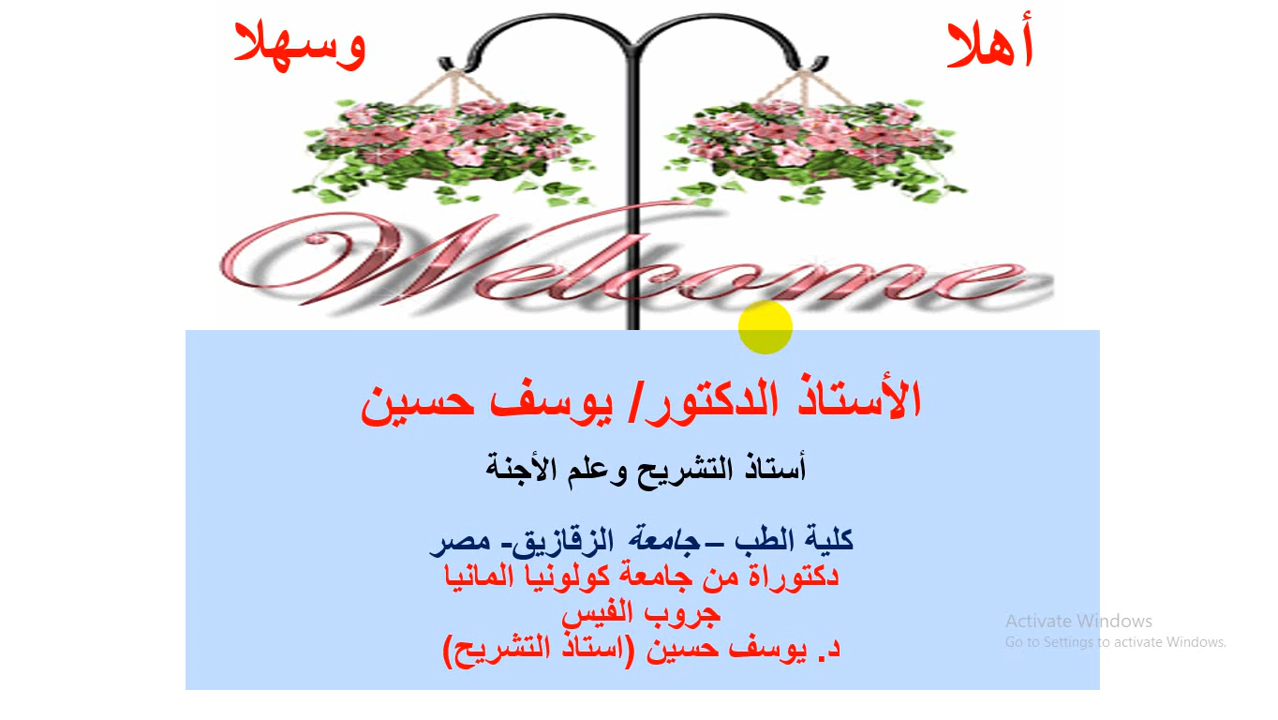 أهلا وسهلا
Welcome
الأستاذ الدكتور/ يوسف حسين
أستاذ التشريح وعلم الأجنة
كلية الطب – جامعة الزقازيق- مصر
دكتوراة من جامعة كولونيا المانيا
جروب الفيس
د. يوسف حسين (استاذ التشريح)
Activate Windows
Go to Settings to activate Windows.